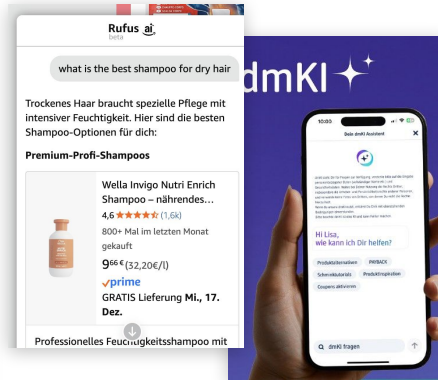 Rufus ai
beta
what is the best shampoo for dry hair
Trockenes Haar braucht spezielle Pflege mit
intensiver Feuchtigkeit. Hier sind die besten
Shampoo-Optionen für dich:
Premium-Profi-Shampoos
Wella Invigo Nutri Enrich
Shampoo – nährendes...
4,6 (1,6k)
800+ Mal im letzten Monat
gekauft
9⁶⁶ € (32,20€/l)
prime
GRATIS Lieferung Mi., 17.
Dez.
Professionelles Feuchtigkeitsshampoo mit
dmKI
10:00
Dein dmKI Assistent
Hi Lisa,
wie kann ich Dir helfen?
Produktalternativen
PAYBACK
Schminktutorials
Produktinspiration
Coupons aktivieren
dmKI fragen